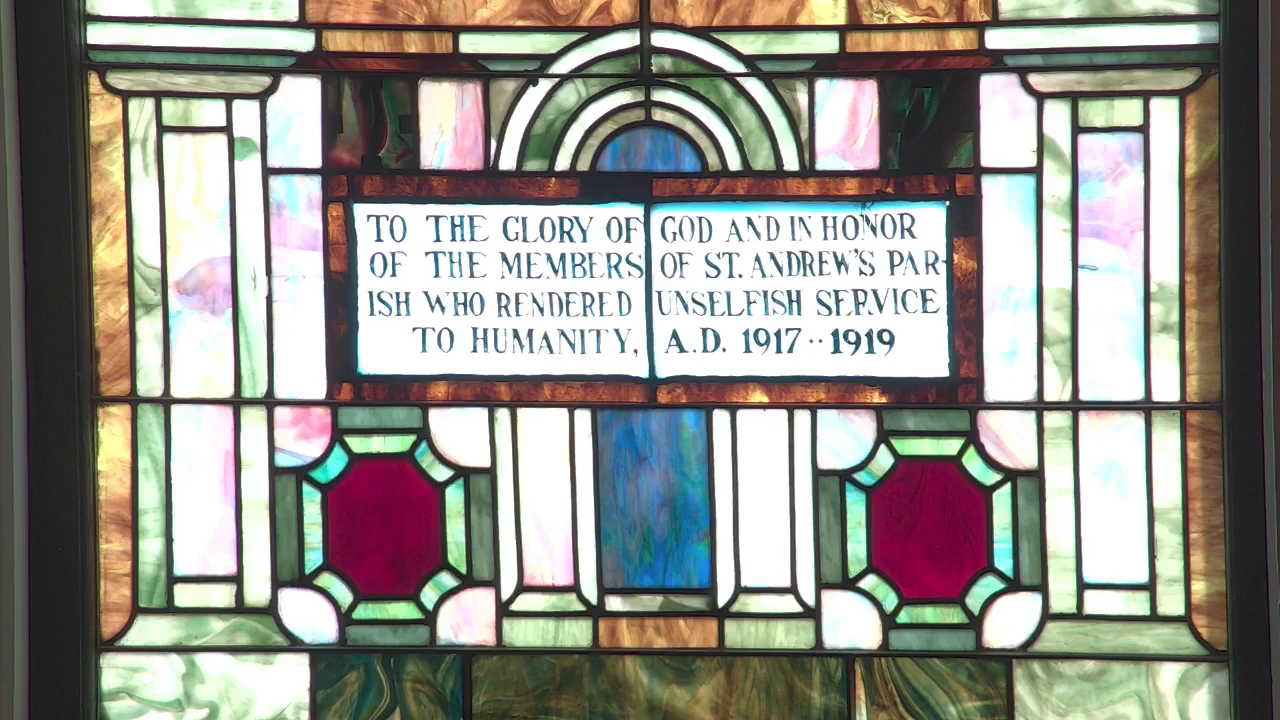 TO THE GLORY OF GOD AND IN HONOR
OF THE MEMBERS OF ST. ANDREW'S PAR-
ISH WHO RENDERED UNSELFISH SERVICE
TO HUMANITY, A.D. 1917··1919